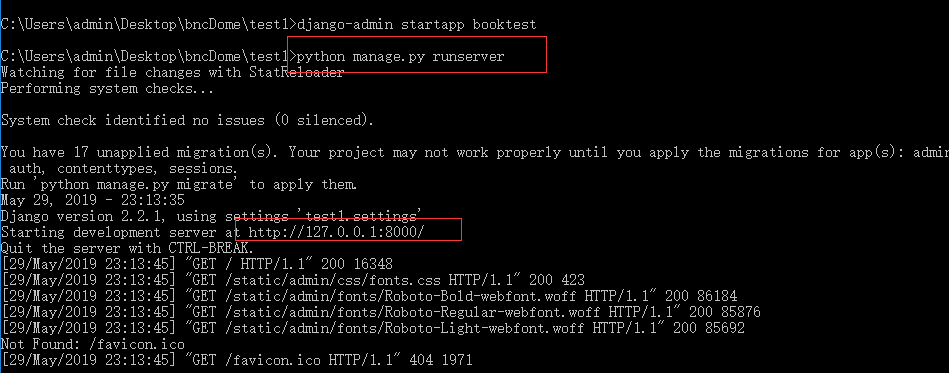 C:\Users\admin\Desktop\bncDome\test1>django-admin startapp booktest
C:\Users\admin\Desktop\bncDome\test1>python manage.py runserver
Watching for file changes with StatReloader
Performing system checks...
System check identified no issues (0 silenced).
You have 17 unapplied migration(s). Your project may not work properly until you apply the migrations for app(s): admin
auth, contenttypes, sessions.
Run 'python manage.py migrate' to apply them.
May 29, 2019 - 23:13:35
Django version 2.2.1, using settings 'test1.settings'
Starting development server at http://127.0.0.1:8000/
Quit the server with CTRL-BREAK.
[29/May/2019 23:13:45] "GET / HTTP/1.1" 200 16348
[29/May/2019 23:13:45] "GET /static/admin/css/fonts.css HTTP/1.1" 200 423
[29/May/2019 23:13:45] "GET /static/admin/fonts/Roboto-Bold-webfont.woff HTTP/1.1" 200 86184
[29/May/2019 23:13:45] "GET /static/admin/fonts/Roboto-Regular-webfont.woff HTTP/1.1" 200 85876
[29/May/2019 23:13:45] "GET /static/admin/fonts/Roboto-Light-webfont.woff HTTP/1.1" 200 85692
Not Found: /favicon.ico
[29/May/2019 23:13:45] "GET /favicon.ico HTTP/1.1" 404 1971